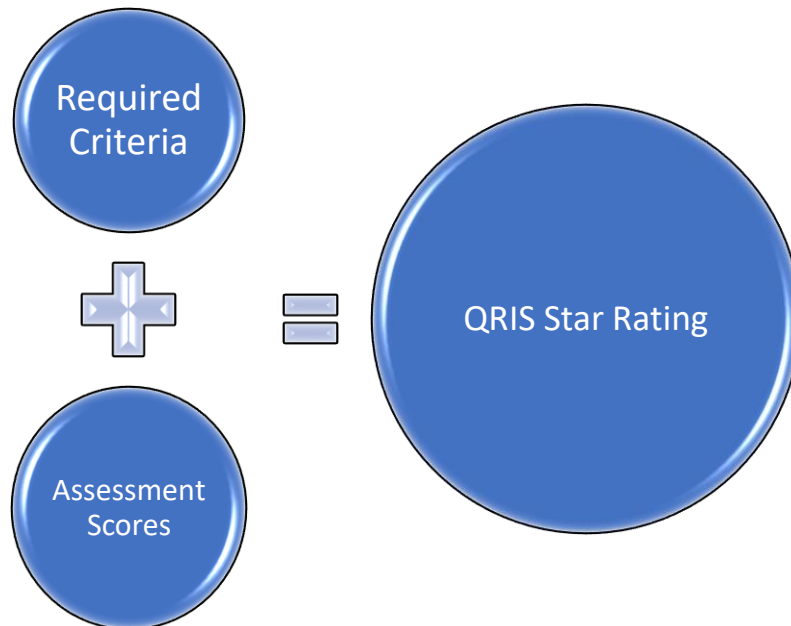 Required
Criteria
Assessment
Scores
QRIS Star Rating